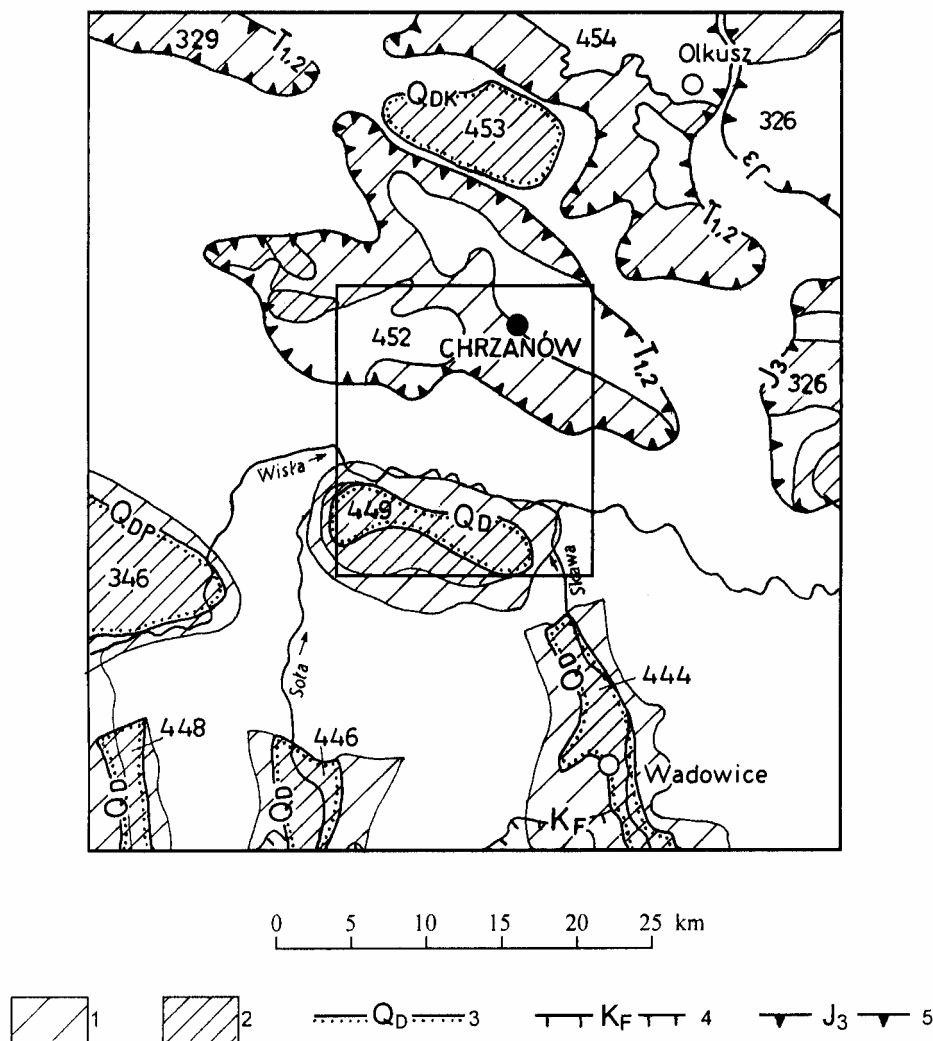 329
T1,2
454
Olkusz
QDK
453
326
J3
T1,2
452
CHRZANÓW
T1,2
J3
326
Wisła
449
QD
QDP
346
Skawa
Soła
QD
444
448
446
QD
QD
Wadowice
KF
0 5 10 15 20 25 km
1 2 QD 3 KF 4 J3 5